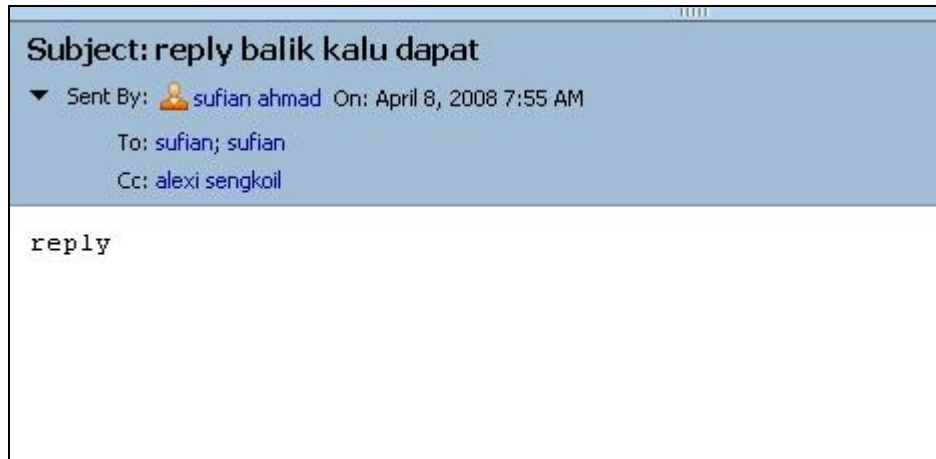 Subject: reply balik kalu dapat
Sent By: sufian ahmad On: April 8, 2008 7:55 AM
To: sufian; sufian
Cc: alexi sengkoil
reply